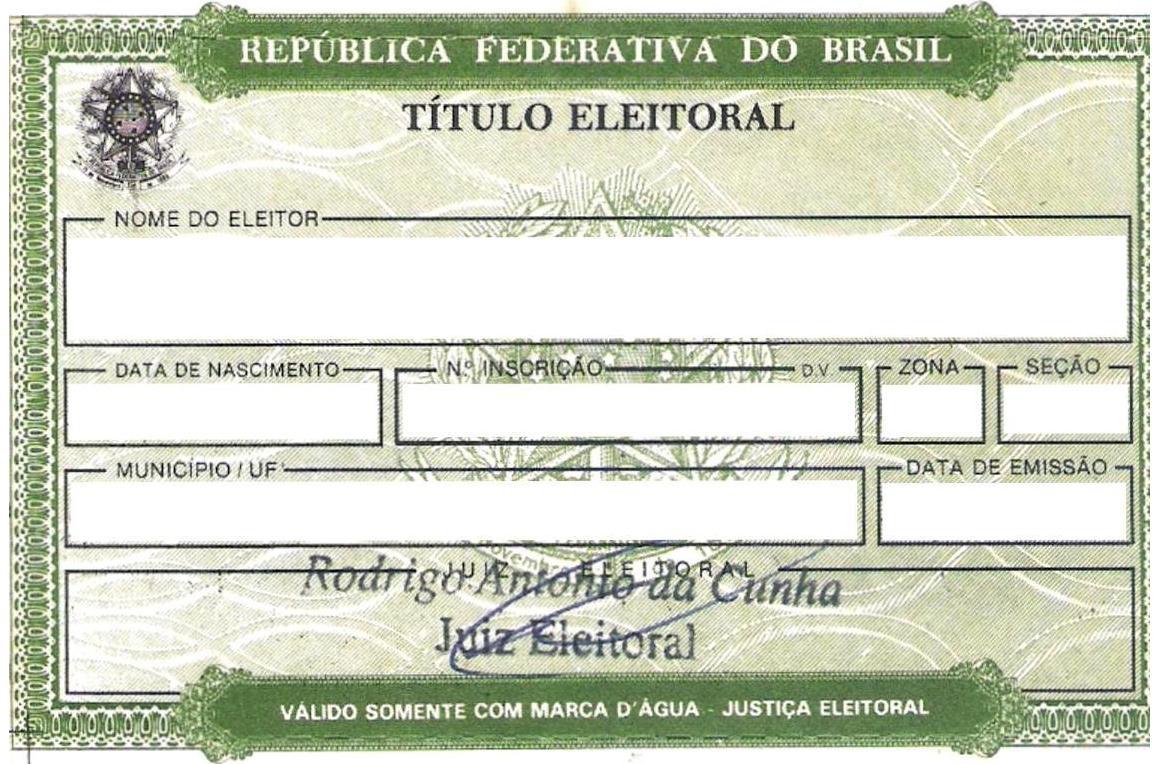 REPÚBLICA FEDERATIVA DO BRASIL
TÍTULO ELEITORAL
NOME DO ELEITOR
DATA DE NASCIMENTO
N.º INSCRIÇÃO D.V
ZONA
SEÇÃO
MUNICÍPIO / UF
DATA DE EMISSÃO
JUIZ ELEITORAL
Rodrigo Antonio da Cunha
Juiz Eleitoral
VÁLIDO SOMENTE COM MARCA D'ÁGUA - JUSTIÇA ELEITORAL